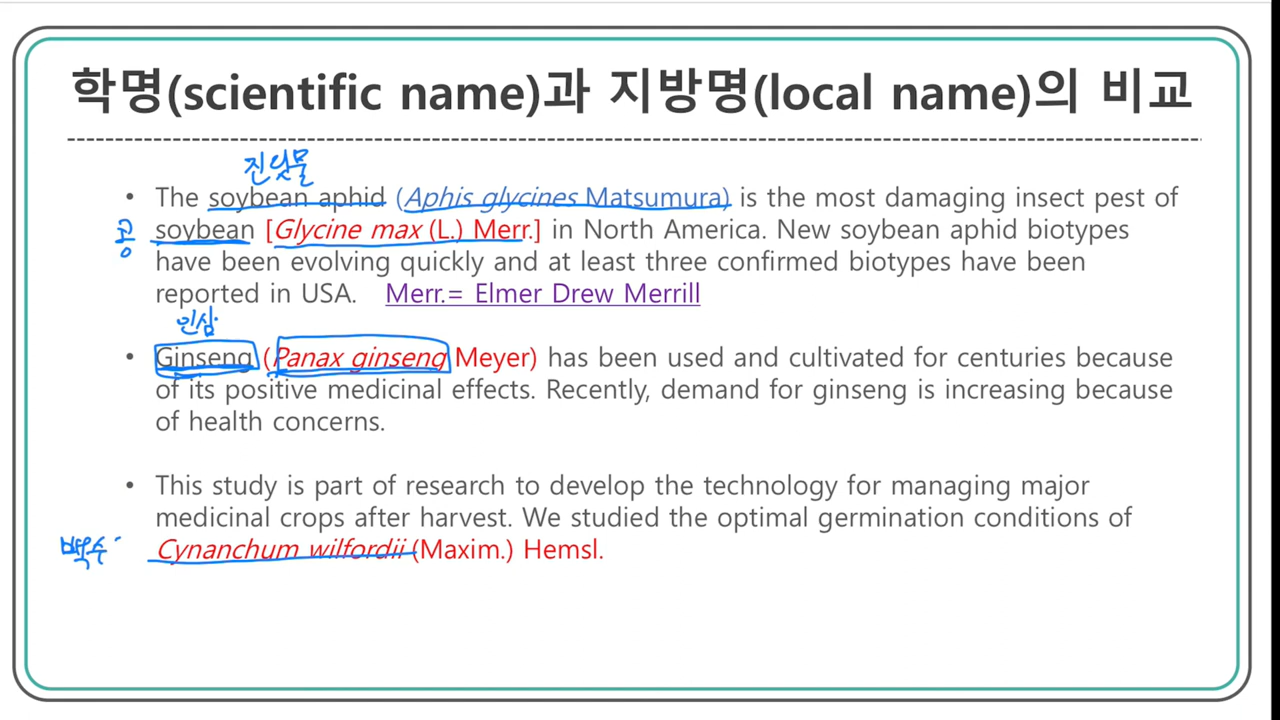 학명(scientific name)과 지방명(local name)의 비교
진딧물
• The soybean aphid (Aphis glycines Matsumura) is the most damaging insect pest of
콩 soybean [Glycine max (L.) Merr.] in North America. New soybean aphid biotypes
have been evolving quickly and at least three confirmed biotypes have been
reported in USA. Merr.= Elmer Drew Merrill
인삼
• Ginseng (Panax ginseng Meyer) has been used and cultivated for centuries because
of its positive medicinal effects. Recently, demand for ginseng is increasing because
of health concerns.
• This study is part of research to develop the technology for managing major
medicinal crops after harvest. We studied the optimal germination conditions of
Cynanchum wilfordii (Maxim.) Hemsl.